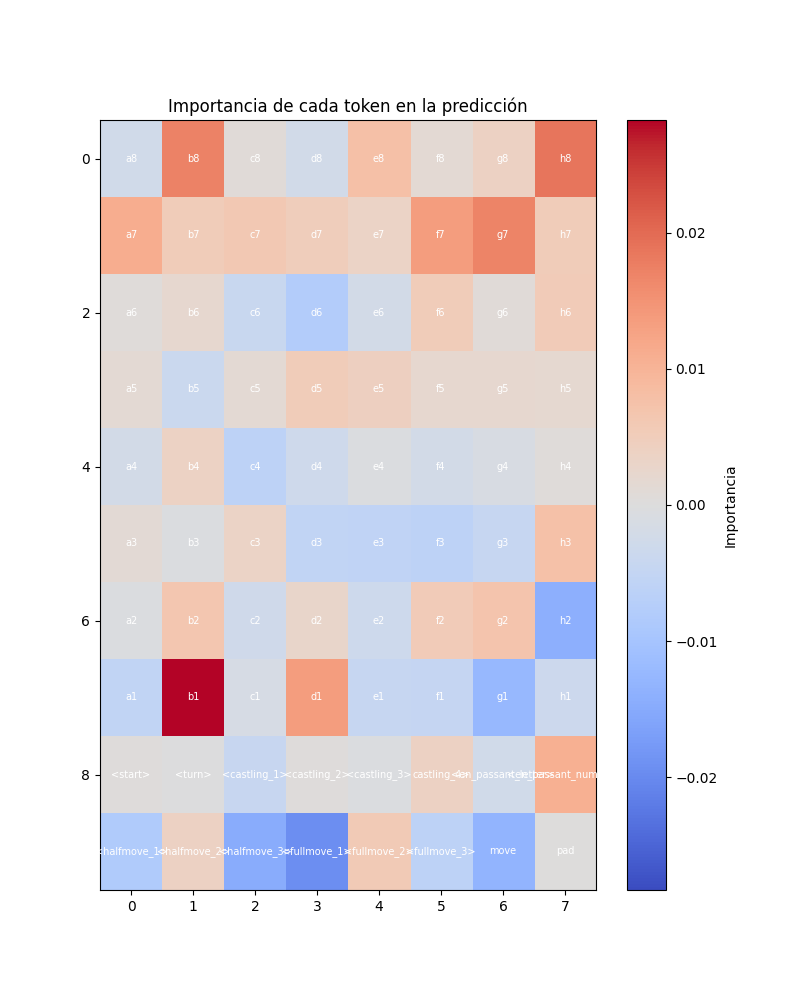 Importancia de cada token en la predicción
0 a8 b8 c8 d8 e8 f8 g8 h8
a7 b7 c7 d7 e7 f7 g7 h7
2 a6 b6 c6 d6 e6 f6 g6 h6
a5 b5 c5 d5 e5 f5 g5 h5
4 a4 b4 c4 d4 e4 f4 g4 h4
a3 b3 c3 d3 e3 f3 g3 h3
6 a2 b2 c2 d2 e2 f2 g2 h2
a1 b1 c1 d1 e1 f1 g1 h1
8 <start> <turn> <castling_1> <castling_2> <castling_3>
<fullmove_3> move pad
0 1 2 3 4 5 6 7
0.02
0.01
0.00
−0.01
−0.02
Importancia